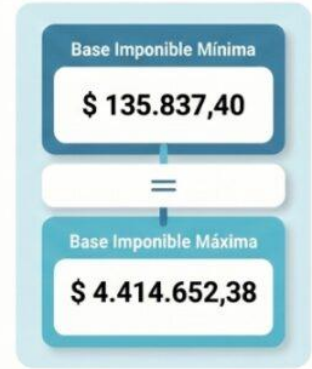 Base Imponible Mínima
$ 135.837,40
=
Base Imponible Máxima
$ 4.414.652,38